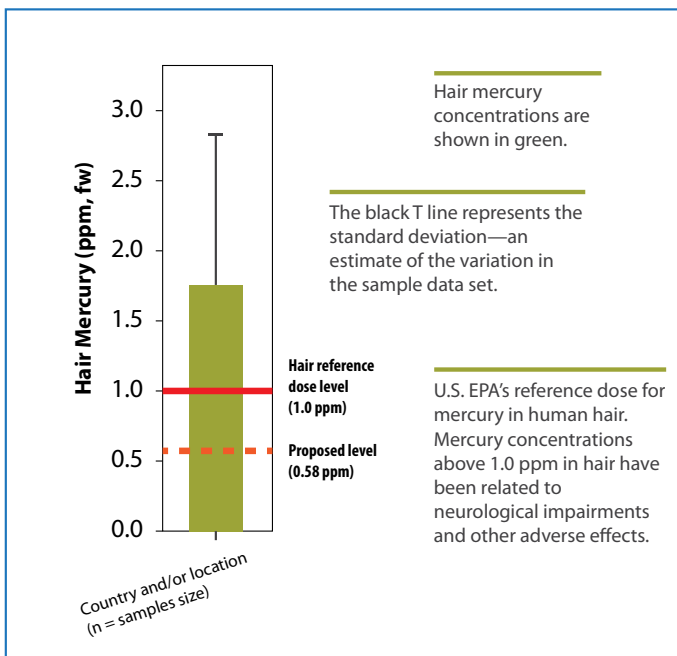 Hair Mercury (ppm, fw)
3.0
2.5
2.0
1.5
1.0
0.5
0.0
Country and/or location
(n = samples size)
Hair reference
dose level
(1.0 ppm)
Proposed level
(0.58 ppm)
Hair mercury
concentrations are
shown in green.
The black T line represents the
standard deviation—an
estimate of the variation in
the sample data set.
U.S. EPA’s reference dose for
mercury in human hair.
Mercury concentrations
above 1.0 ppm in hair have
been related to
neurological impairments
and other adverse effects.